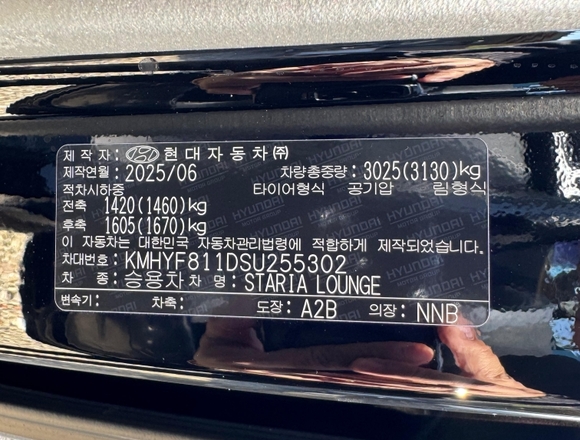 제 작 자 : HYUNDAI 현대자동차㈜
제작연월 : 2025/06 차량총중량 : 3025(3130)kg
적차시하중 타이어형식 공기압 림형식
전축 1420(1460)kg
후축 1605(1670)kg
이 자동차는 대한민국 자동차관리법령에 적합하게 제작되었습니다.
차대번호 : KMHYF811DSU255302
차 종 : 승용차 차 명 : STARIA LOUNGE
변속기 : 차축 : 도장 : A2B 의장 : NNB